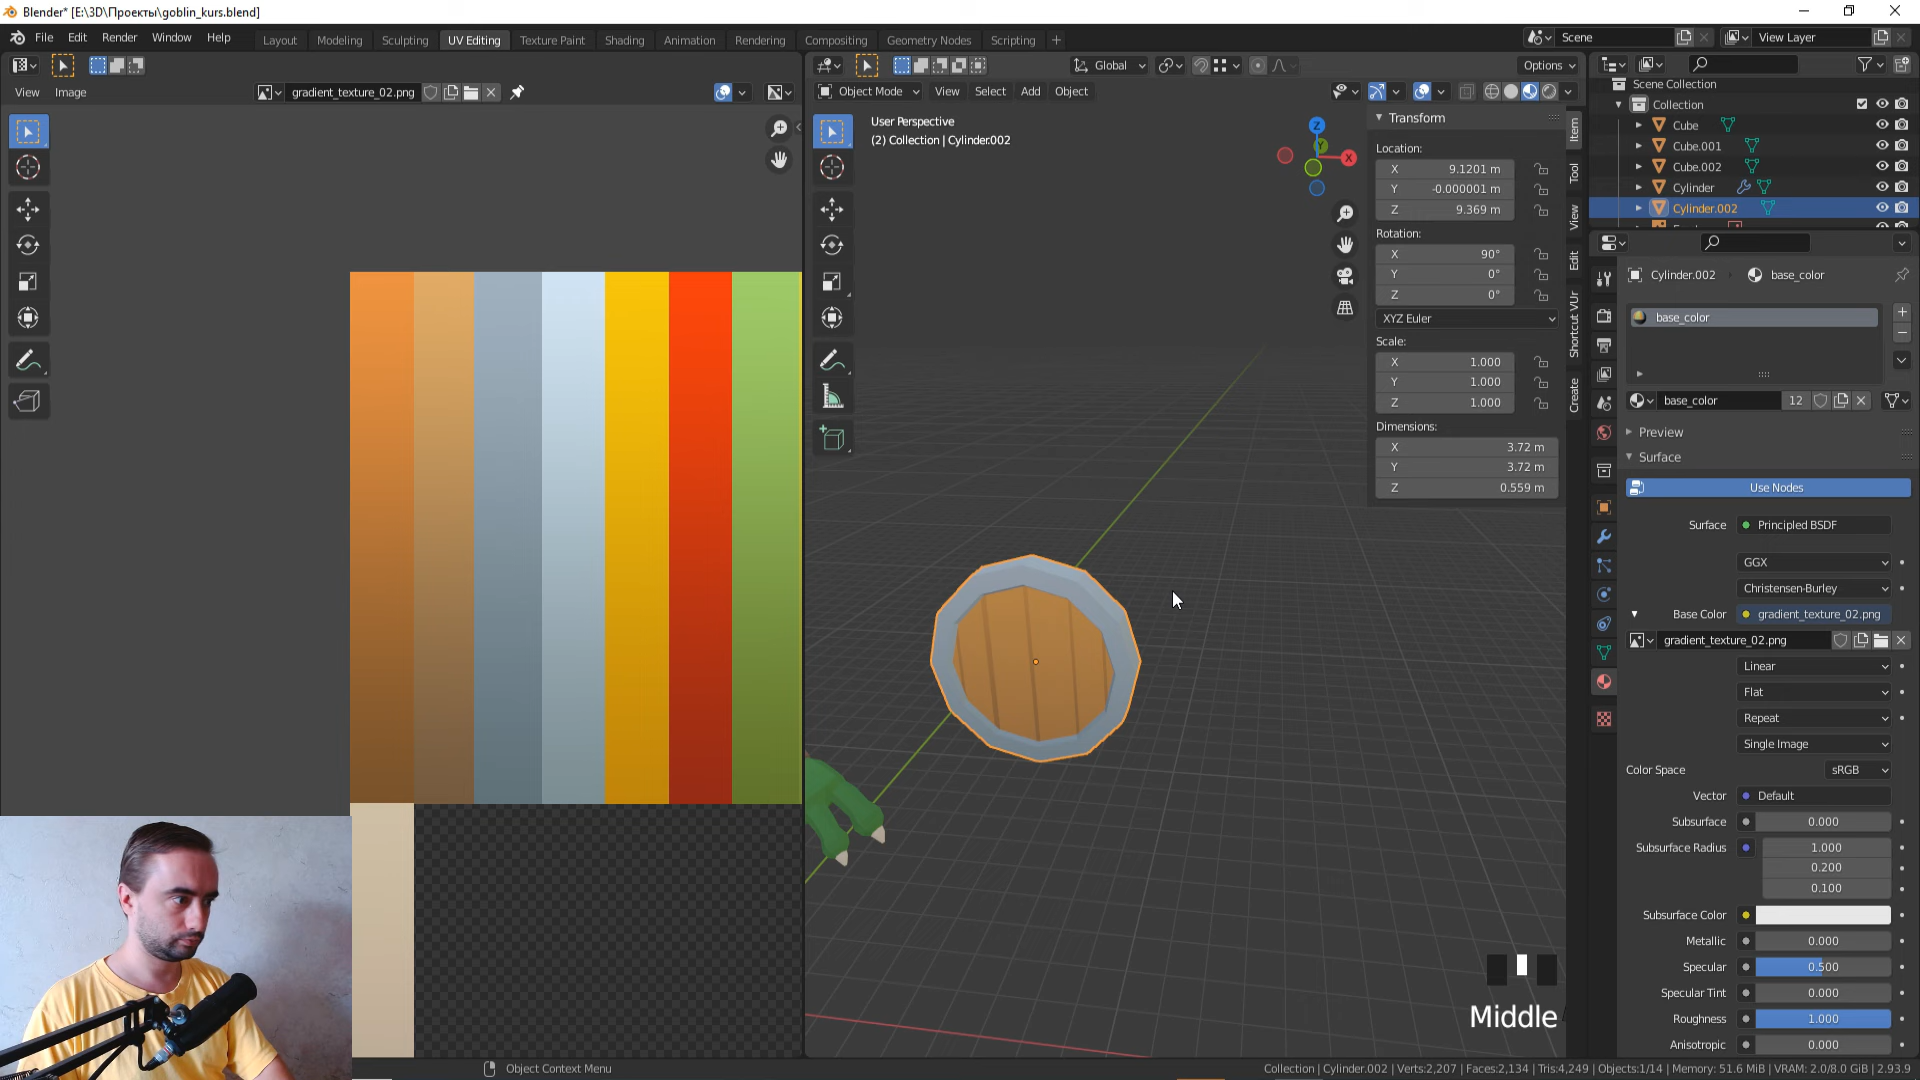 Blender* [E:\3D\Проекты\goblin_kurs.blend]
File Edit Render Window Help
Layout Modeling Sculpting UV Editing Texture Paint Shading Animation Rendering Compositing Geometry Nodes Scripting +
Scene
View Layer
Global
Options
View Image
gradient_texture_02.png
Object Mode View Select Add Object
User Perspective
(2) Collection | Cylinder.002
Z
Y
X
Transform
Location:
X 9.1201 m
Y -0.000001 m
Z 9.369 m
Rotation:
X 90°
Y 0°
Z 0°
XYZ Euler
Scale:
X 1.000
Y 1.000
Z 1.000
Dimensions:
X 3.72 m
Y 3.72 m
Z 0.559 m
Item
Tool
View
Edit
Shortcut VUr
Create
Scene Collection
Collection
Cube
Cube.001
Cube.002
Cylinder
Cylinder.002
Cylinder.002 base_color
base_color
base_color 12
Preview
Surface
Use Nodes
Surface Principled BSDF
GGX
Christensen-Burley
Base Color gradient_texture_02.png
gradient_texture_02.png
Linear
Flat
Repeat
Single Image
Color Space sRGB
Vector Default
Subsurface 0.000
Subsurface Radius 1.000
0.200
0.100
Subsurface Color
Metallic 0.000
Specular 0.500
Specular Tint 0.000
Roughness 1.000
Anisotropic 0.000
Middle
Object Context Menu
Collection | Cylinder.002 | Verts:2,207 | Faces:2,134 | Tris:4,249 | Objects:1/14 | Memory: 51.6 MiB | VRAM: 2.0/8.0 GiB | 2.93.9